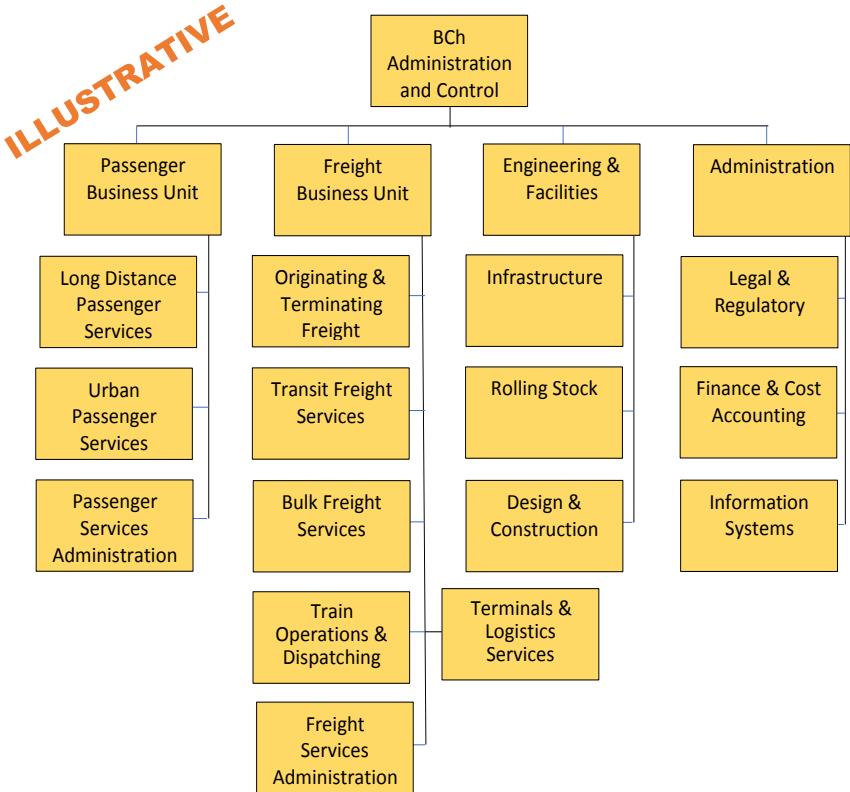 ILLUSTRATIVE
BCh
Administration
and Control
Passenger
Business Unit
Freight
Business Unit
Engineering &
Facilities
Administration
Long Distance
Passenger
Services
Originating &
Terminating
Freight
Infrastructure
Legal &
Regulatory
Urban
Passenger
Services
Transit Freight
Services
Rolling Stock
Finance & Cost
Accounting
Passenger
Services
Administration
Bulk Freight
Services
Design &
Construction
Information
Systems
Train
Operations &
Dispatching
Terminals &
Logistics
Services
Freight
Services
Administration